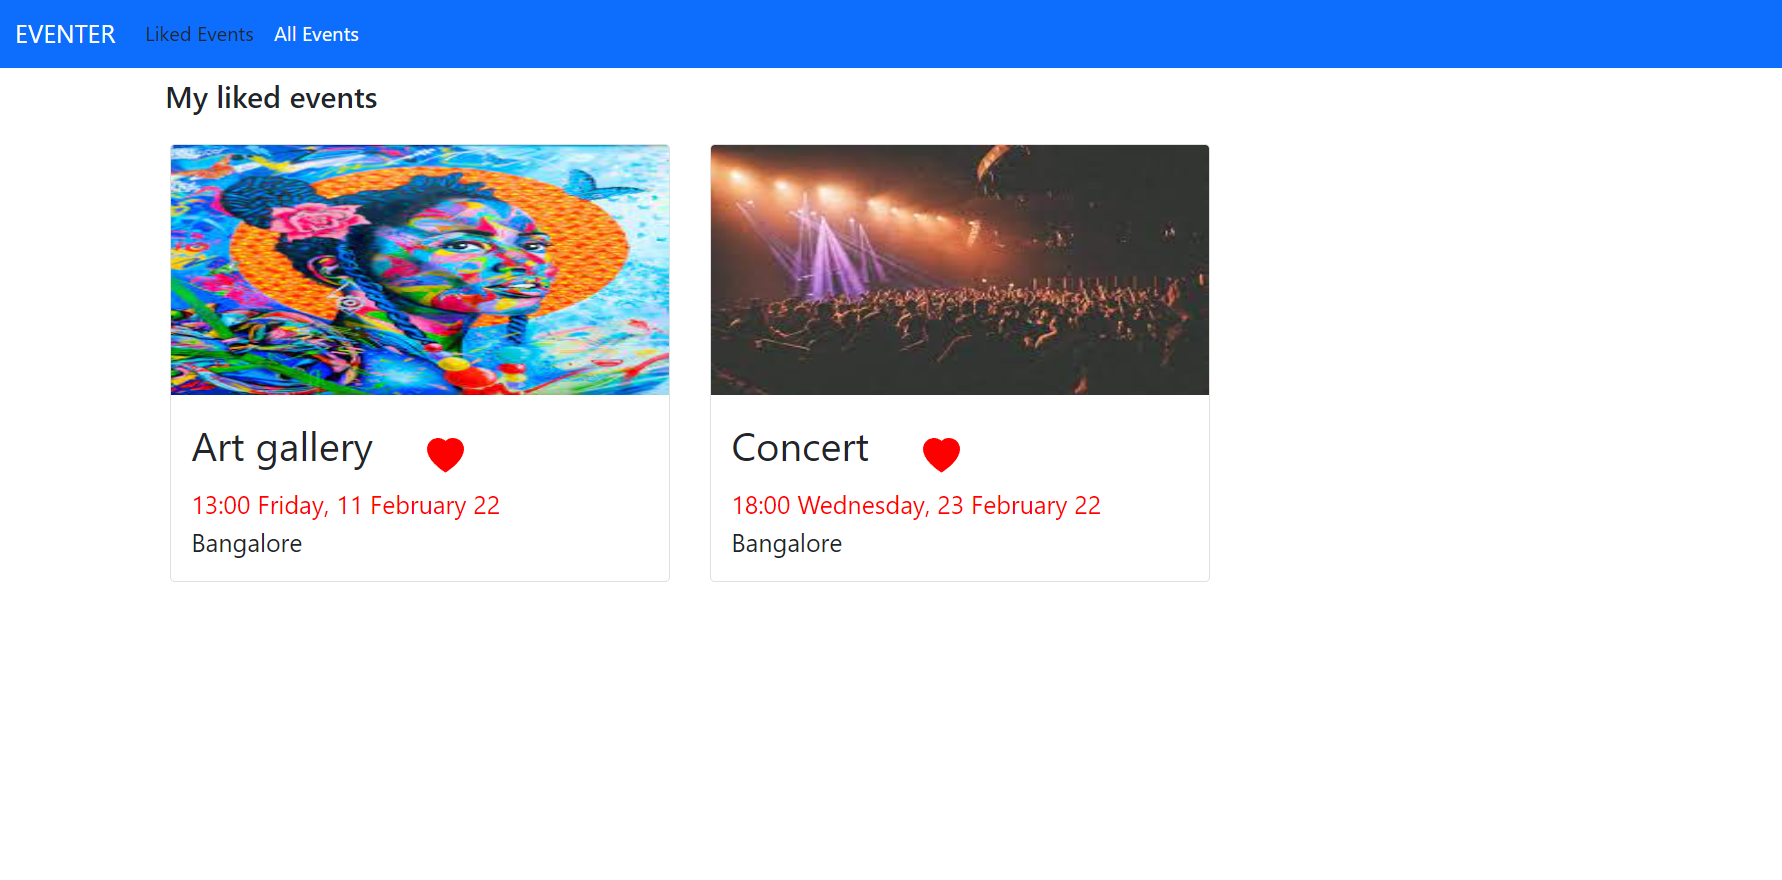 EVENTER Liked Events All Events
My liked events
Art gallery
13:00 Friday, 11 February 22
Bangalore
Concert
18:00 Wednesday, 23 February 22
Bangalore